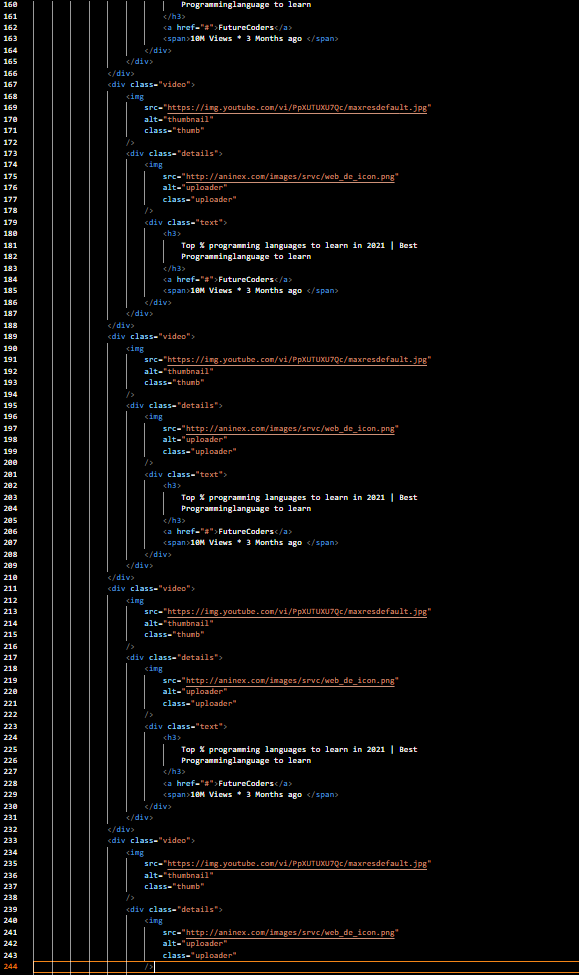 160 Programminglanguage to learn
161 </h3>
162 <a href="#">FutureCoders</a>
163 <span>10M Views * 3 Months ago </span>
164 </div>
165 </div>
166 </div>
167 <div class="video">
168 <img
169 src="https://img.youtube.com/vi/PpXUTUXU7Qc/maxresdefault.jpg"
170 alt="thumbnail"
171 class="thumb"
172 />
173 <div class="details">
174 <img
175 src="http://aninex.com/images/srvc/web_de_icon.png"
176 alt="uploader"
177 class="uploader"
178 />
179 <div class="text">
180 <h3>
181 Top % programming languages to learn in 2021 | Best
182 Programminglanguage to learn
183 </h3>
184 <a href="#">FutureCoders</a>
185 <span>10M Views * 3 Months ago </span>
186 </div>
187 </div>
188 </div>
189 <div class="video">
190 <img
191 src="https://img.youtube.com/vi/PpXUTUXU7Qc/maxresdefault.jpg"
192 alt="thumbnail"
193 class="thumb"
194 />
195 <div class="details">
196 <img
197 src="http://aninex.com/images/srvc/web_de_icon.png"
198 alt="uploader"
199 class="uploader"
200 />
201 <div class="text">
202 <h3>
203 Top % programming languages to learn in 2021 | Best
204 Programminglanguage to learn
205 </h3>
206 <a href="#">FutureCoders</a>
207 <span>10M Views * 3 Months ago </span>
208 </div>
209 </div>
210 </div>
211 <div class="video">
212 <img
213 src="https://img.youtube.com/vi/PpXUTUXU7Qc/maxresdefault.jpg"
214 alt="thumbnail"
215 class="thumb"
216 />
217 <div class="details">
218 <img
219 src="http://aninex.com/images/srvc/web_de_icon.png"
220 alt="uploader"
221 class="uploader"
222 />
223 <div class="text">
224 <h3>
225 Top % programming languages to learn in 2021 | Best
226 Programminglanguage to learn
227 </h3>
228 <a href="#">FutureCoders</a>
229 <span>10M Views * 3 Months ago </span>
230 </div>
231 </div>
232 </div>
233 <div class="video">
234 <img
235 src="https://img.youtube.com/vi/PpXUTUXU7Qc/maxresdefault.jpg"
236 alt="thumbnail"
237 class="thumb"
238 />
239 <div class="details">
240 <img
241 src="http://aninex.com/images/srvc/web_de_icon.png"
242 alt="uploader"
243 class="uploader"
244 />